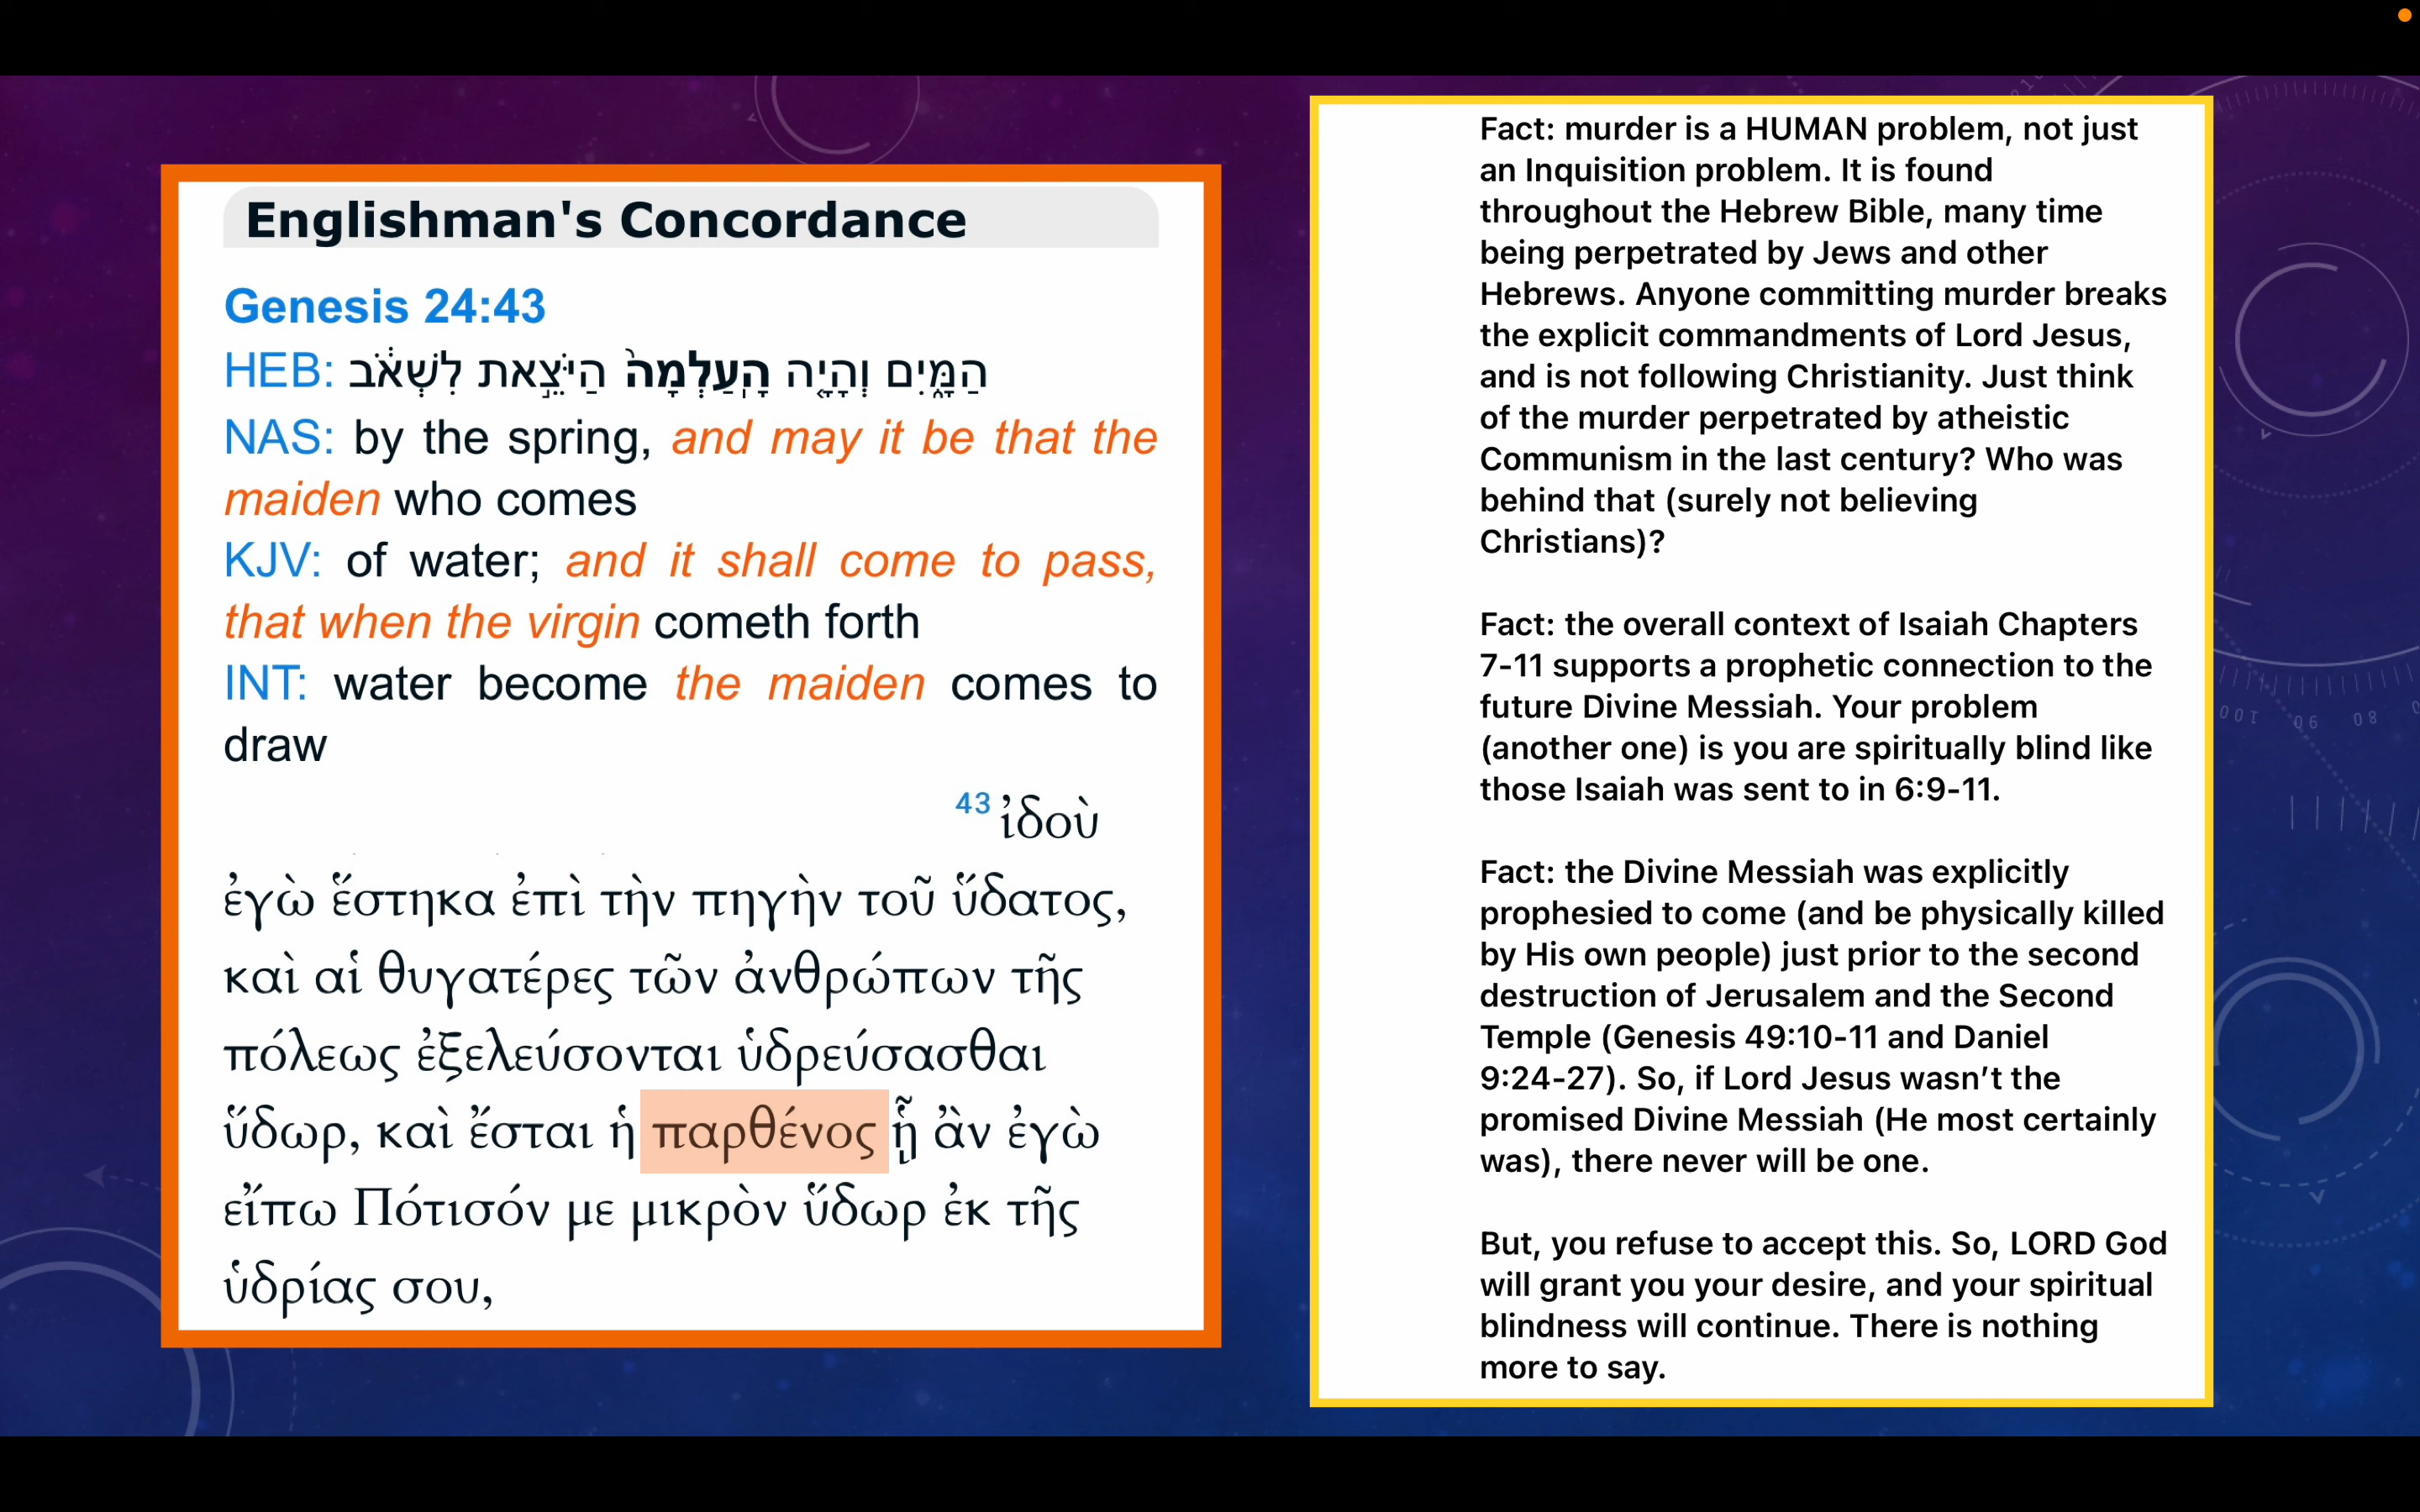 Englishman's Concordance
Genesis 24:43
HEB: הַמָּ֑יִם וְהָיָ֤ה הָֽעַלְמָה֙ הַיֹּצֵ֣את לִשְׁאֹ֔ב
NAS: by the spring, and may it be that the
maiden who comes
KJV: of water; and it shall come to pass,
that when the virgin cometh forth
INT: water become the maiden comes to
draw
43 ἰδοὺ
ἐγὼ ἕστηκα ἐπὶ τὴν πηγὴν τοῦ ὕδατος,
καὶ αἱ θυγατέρες τῶν ἀνθρώπων τῆς
πόλεως ἐξελεύσονται ὑδρεύσασθαι
ὕδωρ, καὶ ἔσται ἡ παρθένος ᾗ ἂν ἐγὼ
εἴπω Πότισόν με μικρὸν ὕδωρ ἐκ τῆς
ὑδρίας σου,
Fact: murder is a HUMAN problem, not just
an Inquisition problem. It is found
throughout the Hebrew Bible, many time
being perpetrated by Jews and other
Hebrews. Anyone committing murder breaks
the explicit commandments of Lord Jesus,
and is not following Christianity. Just think
of the murder perpetrated by atheistic
Communism in the last century? Who was
behind that (surely not believing
Christians)?
Fact: the overall context of Isaiah Chapters
7-11 supports a prophetic connection to the
future Divine Messiah. Your problem
(another one) is you are spiritually blind like
those Isaiah was sent to in 6:9-11.
Fact: the Divine Messiah was explicitly
prophesied to come (and be physically killed
by His own people) just prior to the second
destruction of Jerusalem and the Second
Temple (Genesis 49:10-11 and Daniel
9:24-27). So, if Lord Jesus wasn’t the
promised Divine Messiah (He most certainly
was), there never will be one.
But, you refuse to accept this. So, LORD God
will grant you your desire, and your spiritual
blindness will continue. There is nothing
more to say.